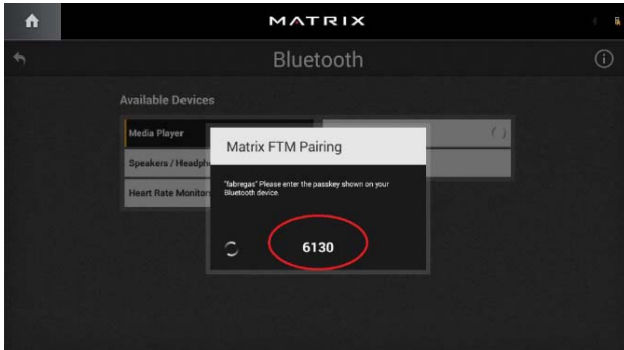 MATRIX
Bluetooth
Available Devices
Media Player
Speakers / Headph
Heart Rate Monitor
Matrix FTM Pairing
"fabregas" Please enter the passkey shown on your
Bluetooth device.
6130